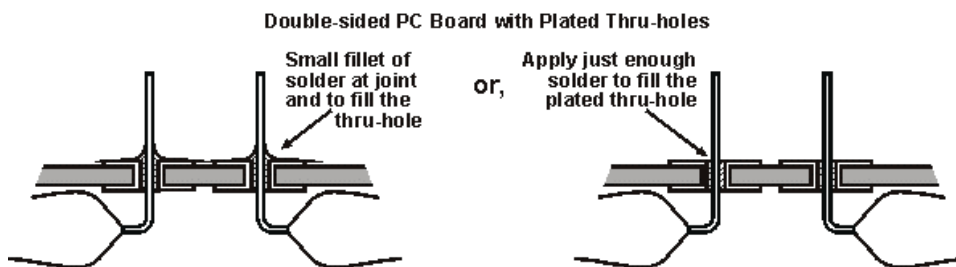 Double-sided PC Board with Plated Thru-holes
Small fillet of
solder at joint
and to fill the
thru-hole
or,
Apply just enough
solder to fill the
plated thru-hole